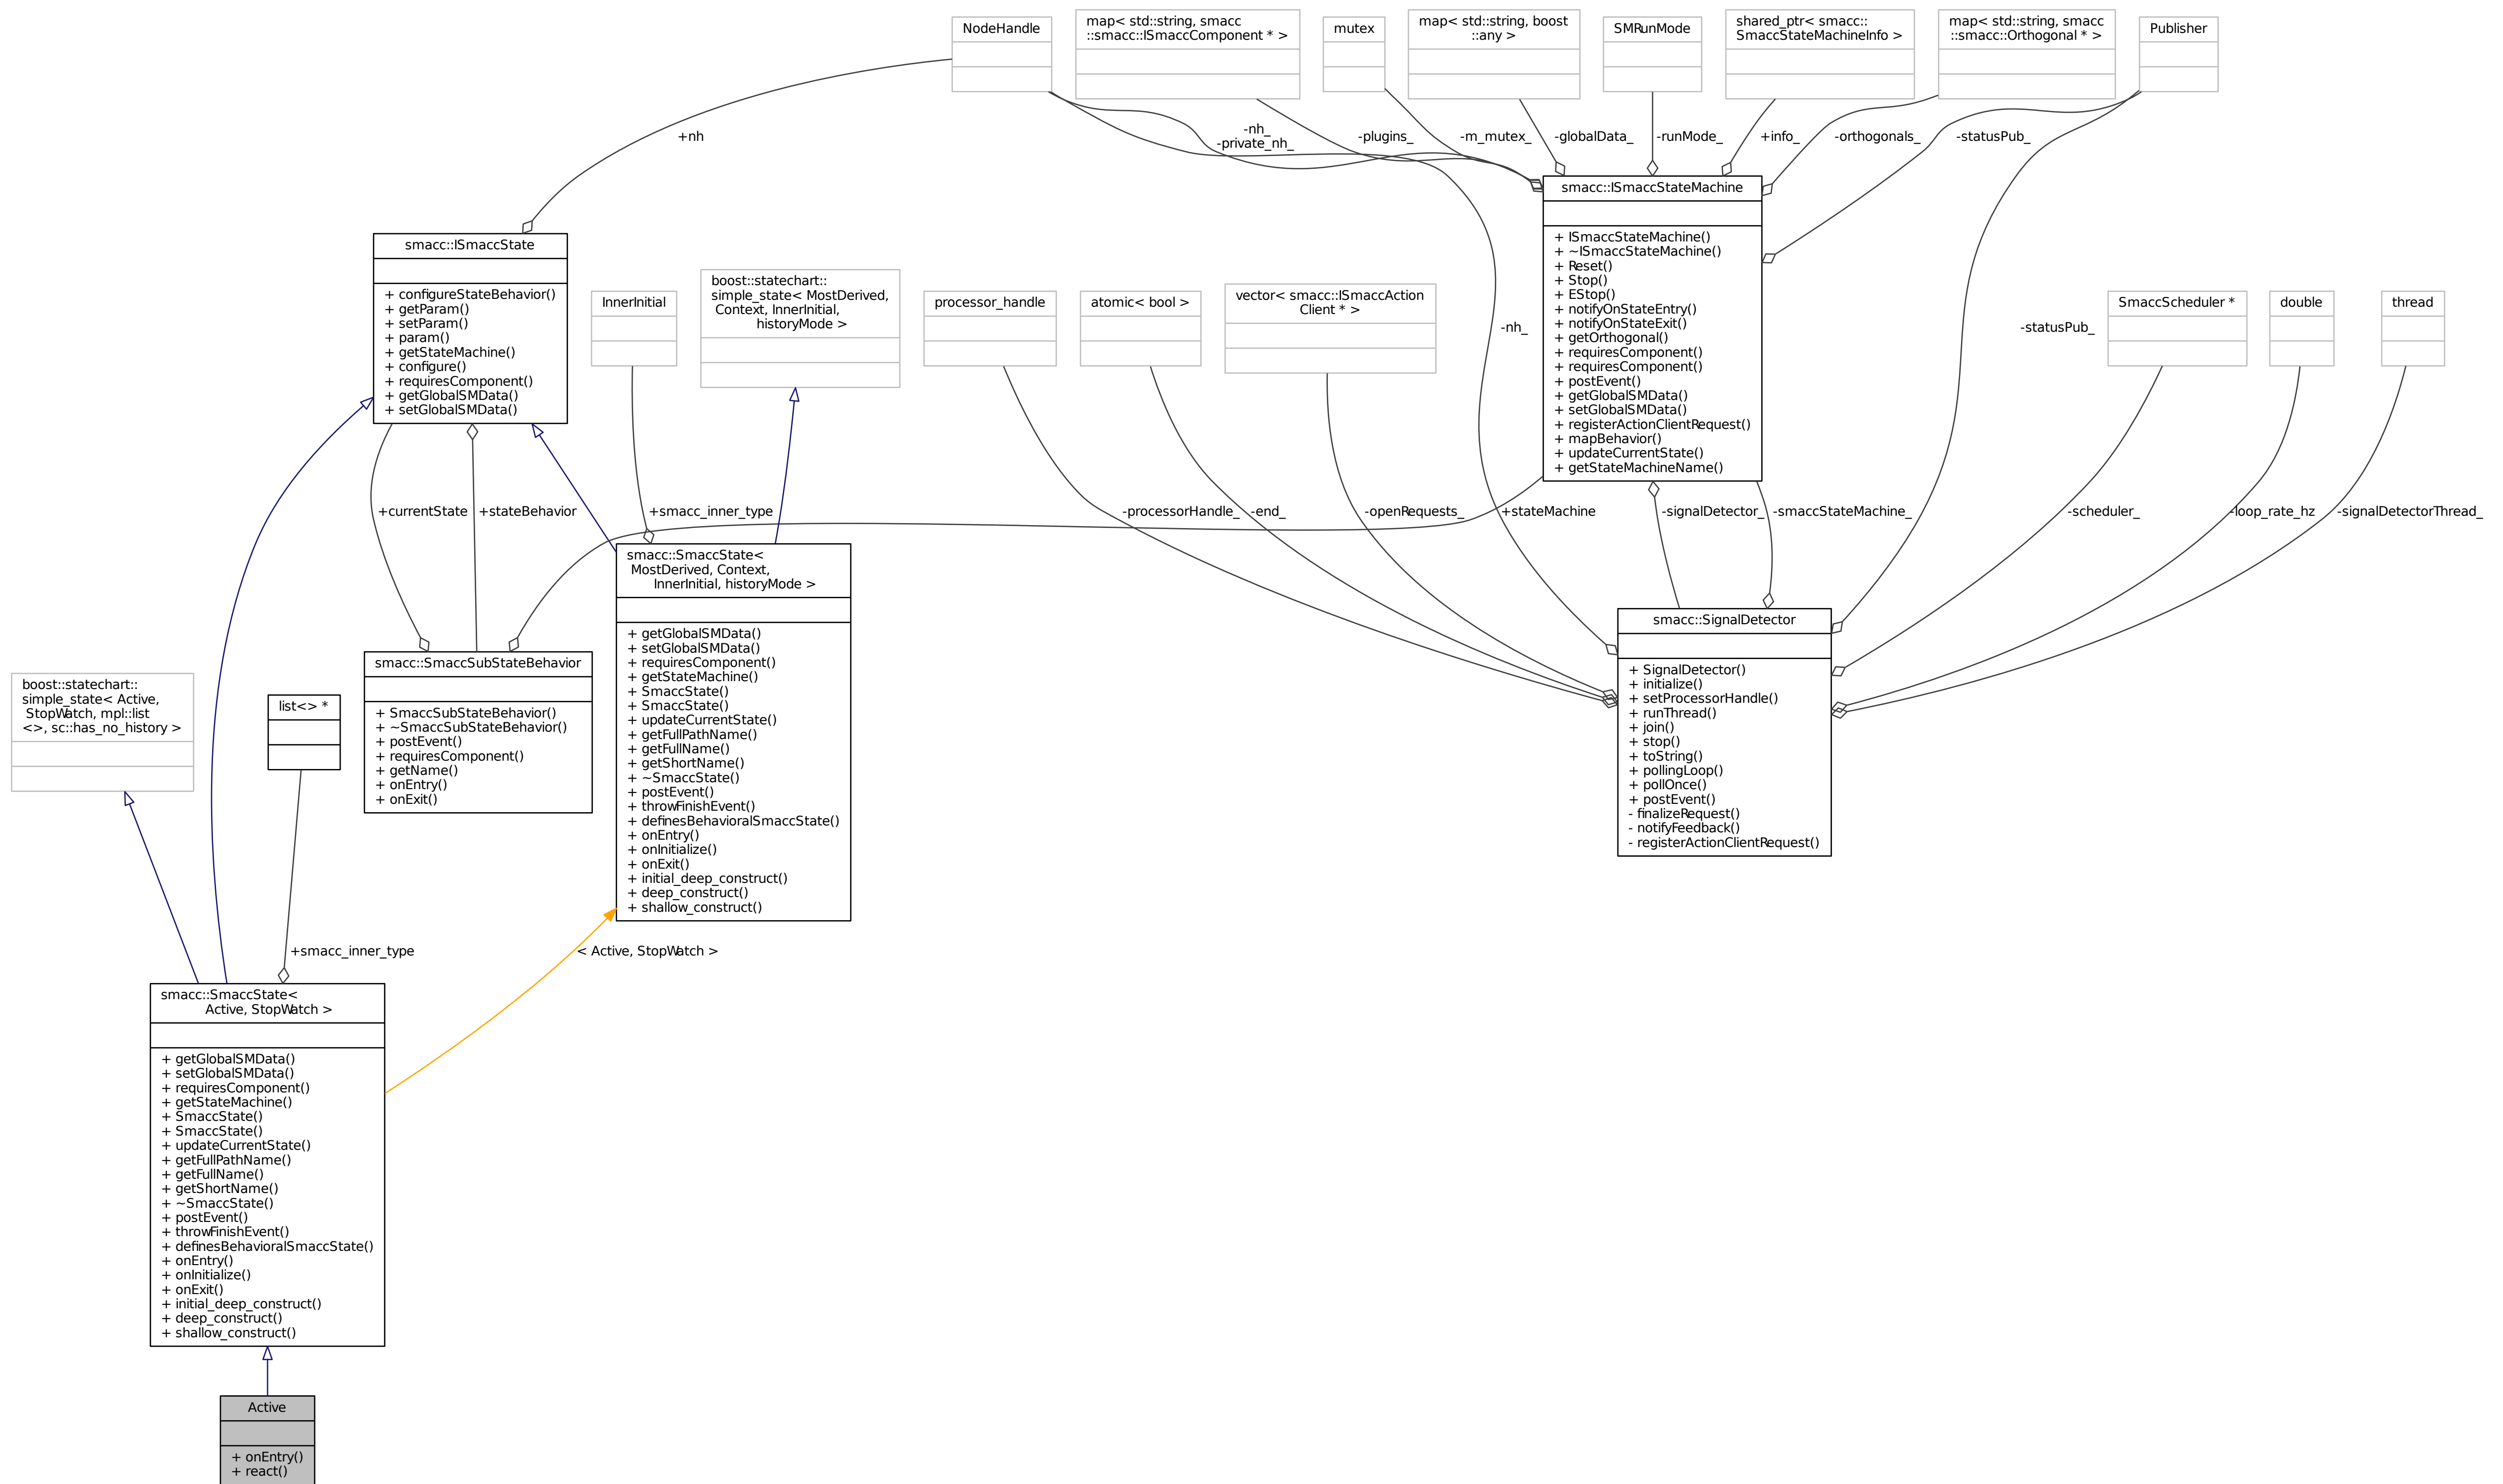 NodeHandle
map< std::string, smacc
::smacc::ISmaccComponent * >
mutex
map< std::string, boost
::any >
SMRunMode
shared_ptr< smacc::
SmaccStateMachineInfo >
map< std::string, smacc
::smacc::Orthogonal * >
Publisher
+nh
-nh_
-private_nh_
-plugins_
-m_mutex_
-globalData_
-runMode_
+info_
-orthogonals_
-statusPub_
smacc::ISmaccStateMachine
+ ISmaccStateMachine()
+ ~ISmaccStateMachine()
+ Reset()
+ Stop()
+ EStop()
+ notifyOnStateEntry()
+ notifyOnStateExit()
+ getOrthogonal()
+ requiresComponent()
+ requiresComponent()
+ postEvent()
+ getGlobalSMData()
+ setGlobalSMData()
+ registerActionClientRequest()
+ mapBehavior()
+ updateCurrentState()
+ getStateMachineName()
smacc::ISmaccState
+ configureStateBehavior()
+ getParam()
+ setParam()
+ param()
+ getStateMachine()
+ configure()
+ requiresComponent()
+ getGlobalSMData()
+ setGlobalSMData()
InnerInitial
boost::statechart::
simple_state< MostDerived,
Context, InnerInitial,
historyMode >
processor_handle
atomic< bool >
vector< smacc::ISmaccAction
Client * >
-nh_
-statusPub_
SmaccScheduler *
double
thread
+currentState
+stateBehavior
+smacc_inner_type
-processorHandle_
-end_
-openRequests_
+stateMachine
-signalDetector_
-smaccStateMachine_
-scheduler_
-loop_rate_hz
-signalDetectorThread_
smacc::SmaccState<
MostDerived, Context,
InnerInitial, historyMode >
+ getGlobalSMData()
+ setGlobalSMData()
+ requiresComponent()
+ getStateMachine()
+ SmaccState()
+ SmaccState()
+ updateCurrentState()
+ getFullPathName()
+ getFullName()
+ getShortName()
+ ~SmaccState()
+ postEvent()
+ throwFinishEvent()
+ definesBehavioralSmaccState()
+ onEntry()
+ onInitialize()
+ onExit()
+ initial_deep_construct()
+ deep_construct()
+ shallow_construct()
smacc::SignalDetector
+ SignalDetector()
+ initialize()
+ setProcessorHandle()
+ runThread()
+ join()
+ stop()
+ toString()
+ pollingLoop()
+ pollOnce()
+ postEvent()
- finalizeRequest()
- notifyFeedback()
- registerActionClientRequest()
smacc::SmaccSubStateBehavior
+ SmaccSubStateBehavior()
+ ~SmaccSubStateBehavior()
+ postEvent()
+ requiresComponent()
+ getName()
+ onEntry()
+ onExit()
boost::statechart::
simple_state< Active,
StopWatch, mpl::list
<>, sc::has_no_history >
list<> *
+smacc_inner_type
< Active, StopWatch >
smacc::SmaccState<
Active, StopWatch >
+ getGlobalSMData()
+ setGlobalSMData()
+ requiresComponent()
+ getStateMachine()
+ SmaccState()
+ SmaccState()
+ updateCurrentState()
+ getFullPathName()
+ getFullName()
+ getShortName()
+ ~SmaccState()
+ postEvent()
+ throwFinishEvent()
+ definesBehavioralSmaccState()
+ onEntry()
+ onInitialize()
+ onExit()
+ initial_deep_construct()
+ deep_construct()
+ shallow_construct()
Active
+ onEntry()
+ react()